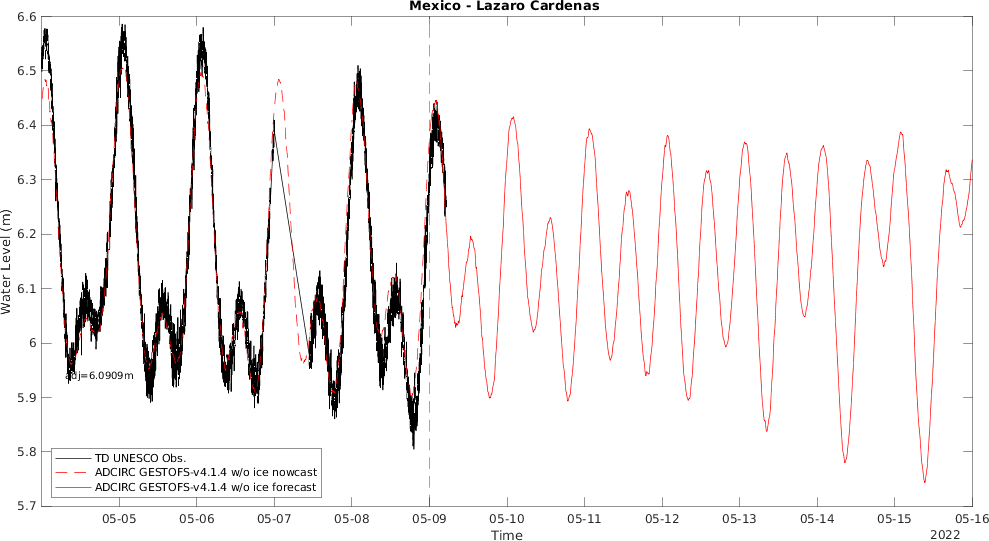 Mexico - Lazaro Cardenas
Water Level (m)
6.6
6.5
6.4
6.3
6.2
6.1
6
5.9
5.8
5.7
dj=6.0909m
TD UNESCO Obs.
ADCIRC GESTOFS-v4.1.4 w/o ice nowcast
ADCIRC GESTOFS-v4.1.4 w/o ice forecast
05-05 05-06 05-07 05-08 05-09 05-10 05-11 05-12 05-13 05-14 05-15 05-16
Time
2022